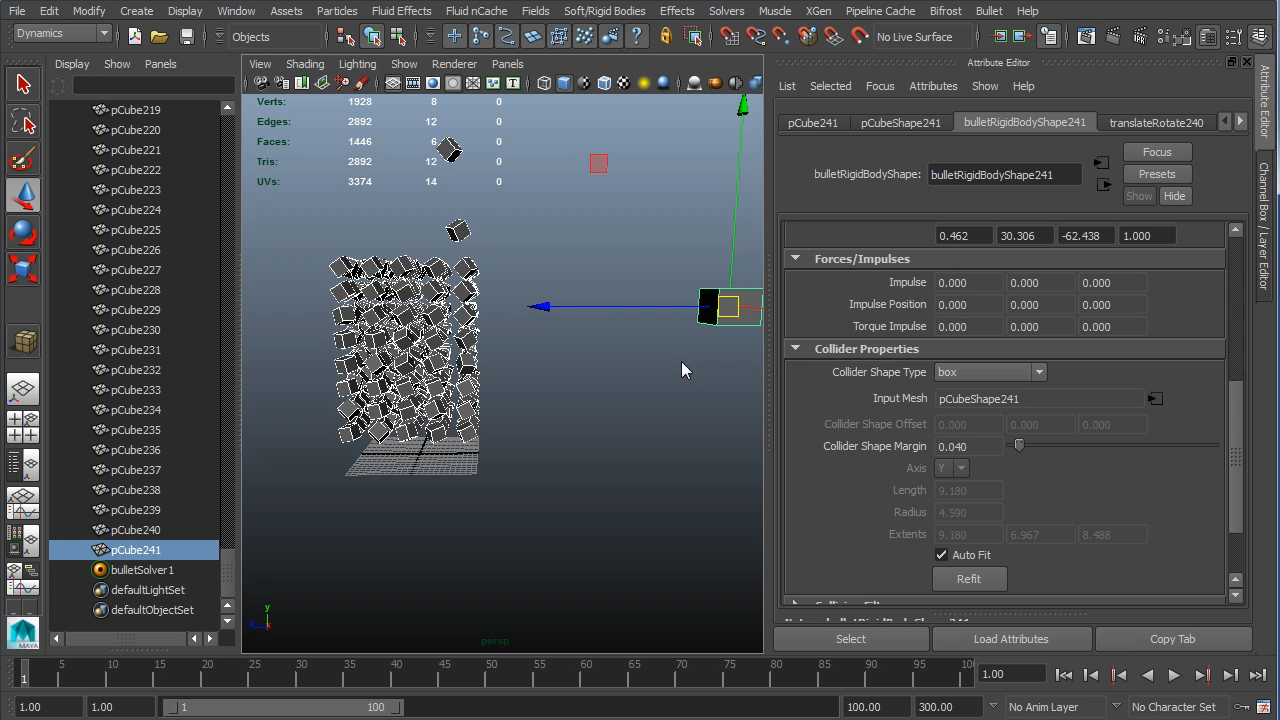 File Edit Modify Create Display Window Assets Particles Fluid Effects Fluid nCache Fields Soft/Rigid Bodies Effects Solvers Muscle XGen Pipeline Cache Bifrost Bullet Help
Dynamics Objects No Live Surface
Attribute Editor
Display Show Panels
View Shading Lighting Show Renderer Panels
List Selected Focus Attributes Show Help
pCube241 pCubeShape241 bulletRigidBodyShape241 translateRotate240
Attribute Editor
Channel Box / Layer Editor
pCube219
pCube220
pCube221
pCube222
pCube223
pCube224
pCube225
pCube226
pCube227
pCube228
pCube229
pCube230
pCube231
pCube232
pCube233
pCube234
pCube235
pCube236
pCube237
pCube238
pCube239
pCube240
pCube241
bulletSolver1
defaultLightSet
defaultObjectSet
MAYA
Verts: 1928 8 0
Edges: 2892 12 0
Faces: 1446 6 0
Tris: 2892 12 0
UVs: 3374 14 0
y
persp
bulletRigidBodyShape: bulletRigidBodyShape241
Focus
Presets
Show Hide
0.462 30.306 -62.438 1.000
Forces/Impulses
Impulse 0.000 0.000 0.000
Impulse Position 0.000 0.000 0.000
Torque Impulse 0.000 0.000 0.000
Collider Properties
Collider Shape Type box
Input Mesh pCubeShape241
Collider Shape Offset 0.000 0.000 0.000
Collider Shape Margin 0.040
Axis Y
Length 9.180
Radius 4.590
Extents 9.180 6.967 8.488
Auto Fit
Refit
Select Load Attributes Copy Tab
1 5 10 15 20 25 30 35 40 45 50 55 60 65 70 75 80 85 90 95 1.00
1.00 1.00 1 100 100.00 300.00 No Anim Layer No Character Set